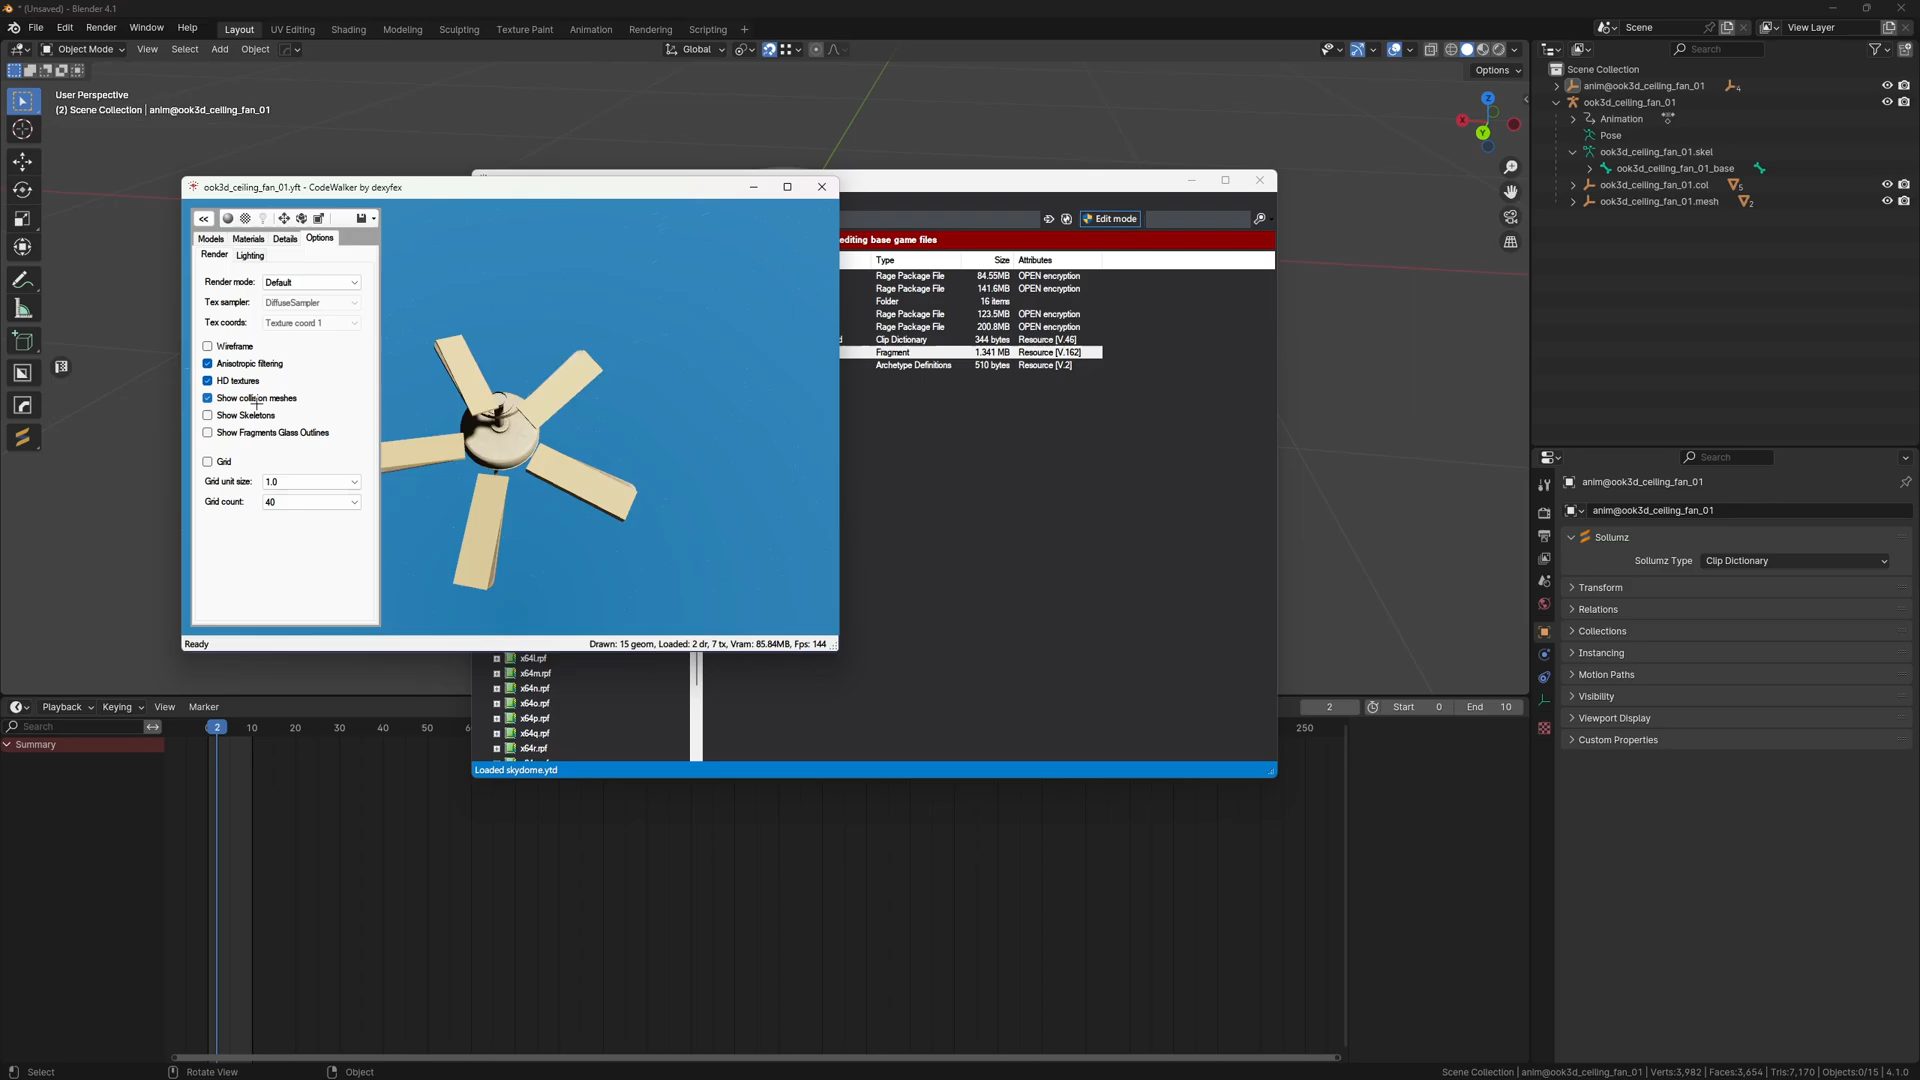 * (Unsaved) - Blender 4.1
File Edit Render Window Help
Layout UV Editing Shading Modeling Sculpting Texture Paint Animation Rendering Scripting +
Scene View Layer
Object Mode View Select Add Object
Global
Search
Options
User Perspective
(2) Scene Collection | anim@ook3d_ceiling_fan_01
Z
X
Y
Scene Collection
anim@ook3d_ceiling_fan_01 4
ook3d_ceiling_fan_01
Animation
Pose
ook3d_ceiling_fan_01.skel
ook3d_ceiling_fan_01_base
ook3d_ceiling_fan_01.col 5
ook3d_ceiling_fan_01.mesh 2
ook3d_ceiling_fan_01.yft - CodeWalker by dexyfex
<<
Models Materials Details Options
Render Lighting
Render mode: Default
Tex sampler: DiffuseSampler
Tex coords: Texture coord 1
Wireframe
Anisotropic filtering
HD textures
Show collision meshes
Show Skeletons
Show Fragments Glass Outlines
Grid
Grid unit size: 1.0
Grid count: 40
Ready Drawn: 15 geom, Loaded: 2 dr, 7 tx, Vram: 85.84MB, Fps: 144
Edit mode
editing base game files
Type Size Attributes
Rage Package File 84.55MB OPEN encryption
Rage Package File 141.6MB OPEN encryption
Folder 16 items
Rage Package File 123.5MB OPEN encryption
Rage Package File 200.8MB OPEN encryption
d Clip Dictionary 344 bytes Resource [V.46]
Fragment 1.341 MB Resource [V.162]
Archetype Definitions 510 bytes Resource [V.2]
x64l.rpf
x64m.rpf
x64n.rpf
x64o.rpf
x64p.rpf
x64q.rpf
x64r.rpf
Loaded skydome.ytd
Search
anim@ook3d_ceiling_fan_01
anim@ook3d_ceiling_fan_01
Sollumz
Sollumz Type Clip Dictionary
Transform
Relations
Collections
Instancing
Motion Paths
Visibility
Viewport Display
Custom Properties
Playback Keying View Marker
2 Start 0 End 10
Search
2 10 20 30 40 50 250
Summary
Select Rotate View Object
Scene Collection | anim@ook3d_ceiling_fan_01 | Verts:3,982 | Faces:3,654 | Tris:7,170 | Objects:0/15 | 4.1.0